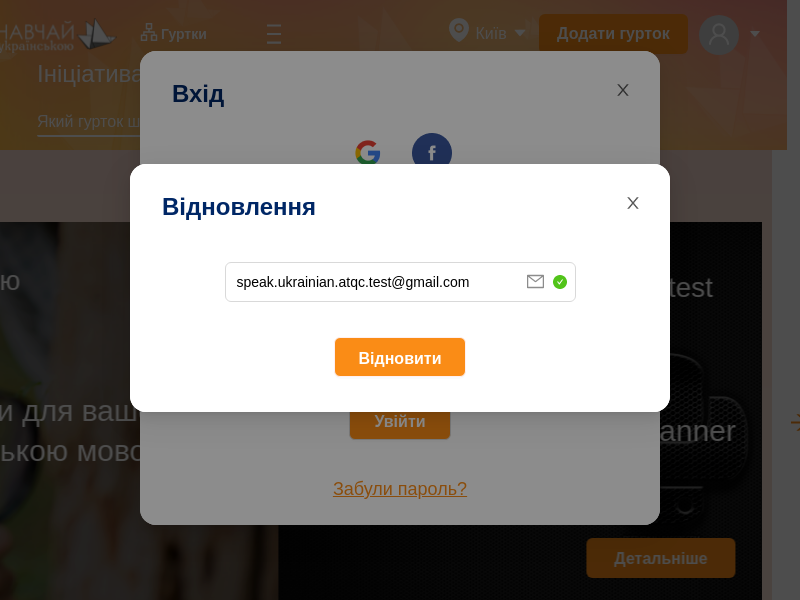 НАВЧАЙ
українською
Гуртки
Київ
Додати гурток
Ініціатива
Який гурток ш
Вхід
Відновлення
speak.ukrainian.atqc.test@gmail.com
Відновити
ю
test
и для ваш
ькою мово
anner
Увійти
Забули пароль?
Детальніше